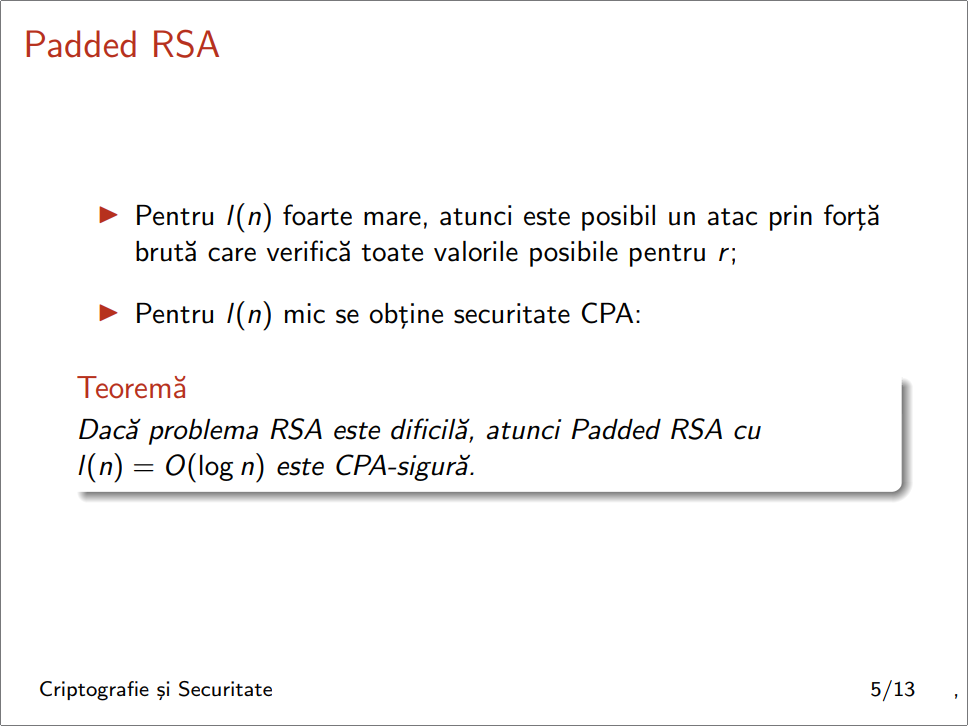 Padded RSA
▶ Pentru l(n) foarte mare, atunci este posibil un atac prin forță
brută care verifică toate valorile posibile pentru r;
▶ Pentru l(n) mic se obține securitate CPA:
Teoremă
Dacă problema RSA este dificilă, atunci Padded RSA cu
l(n) = O(log n) este CPA-sigură.
Criptografie și Securitate
5/13
,